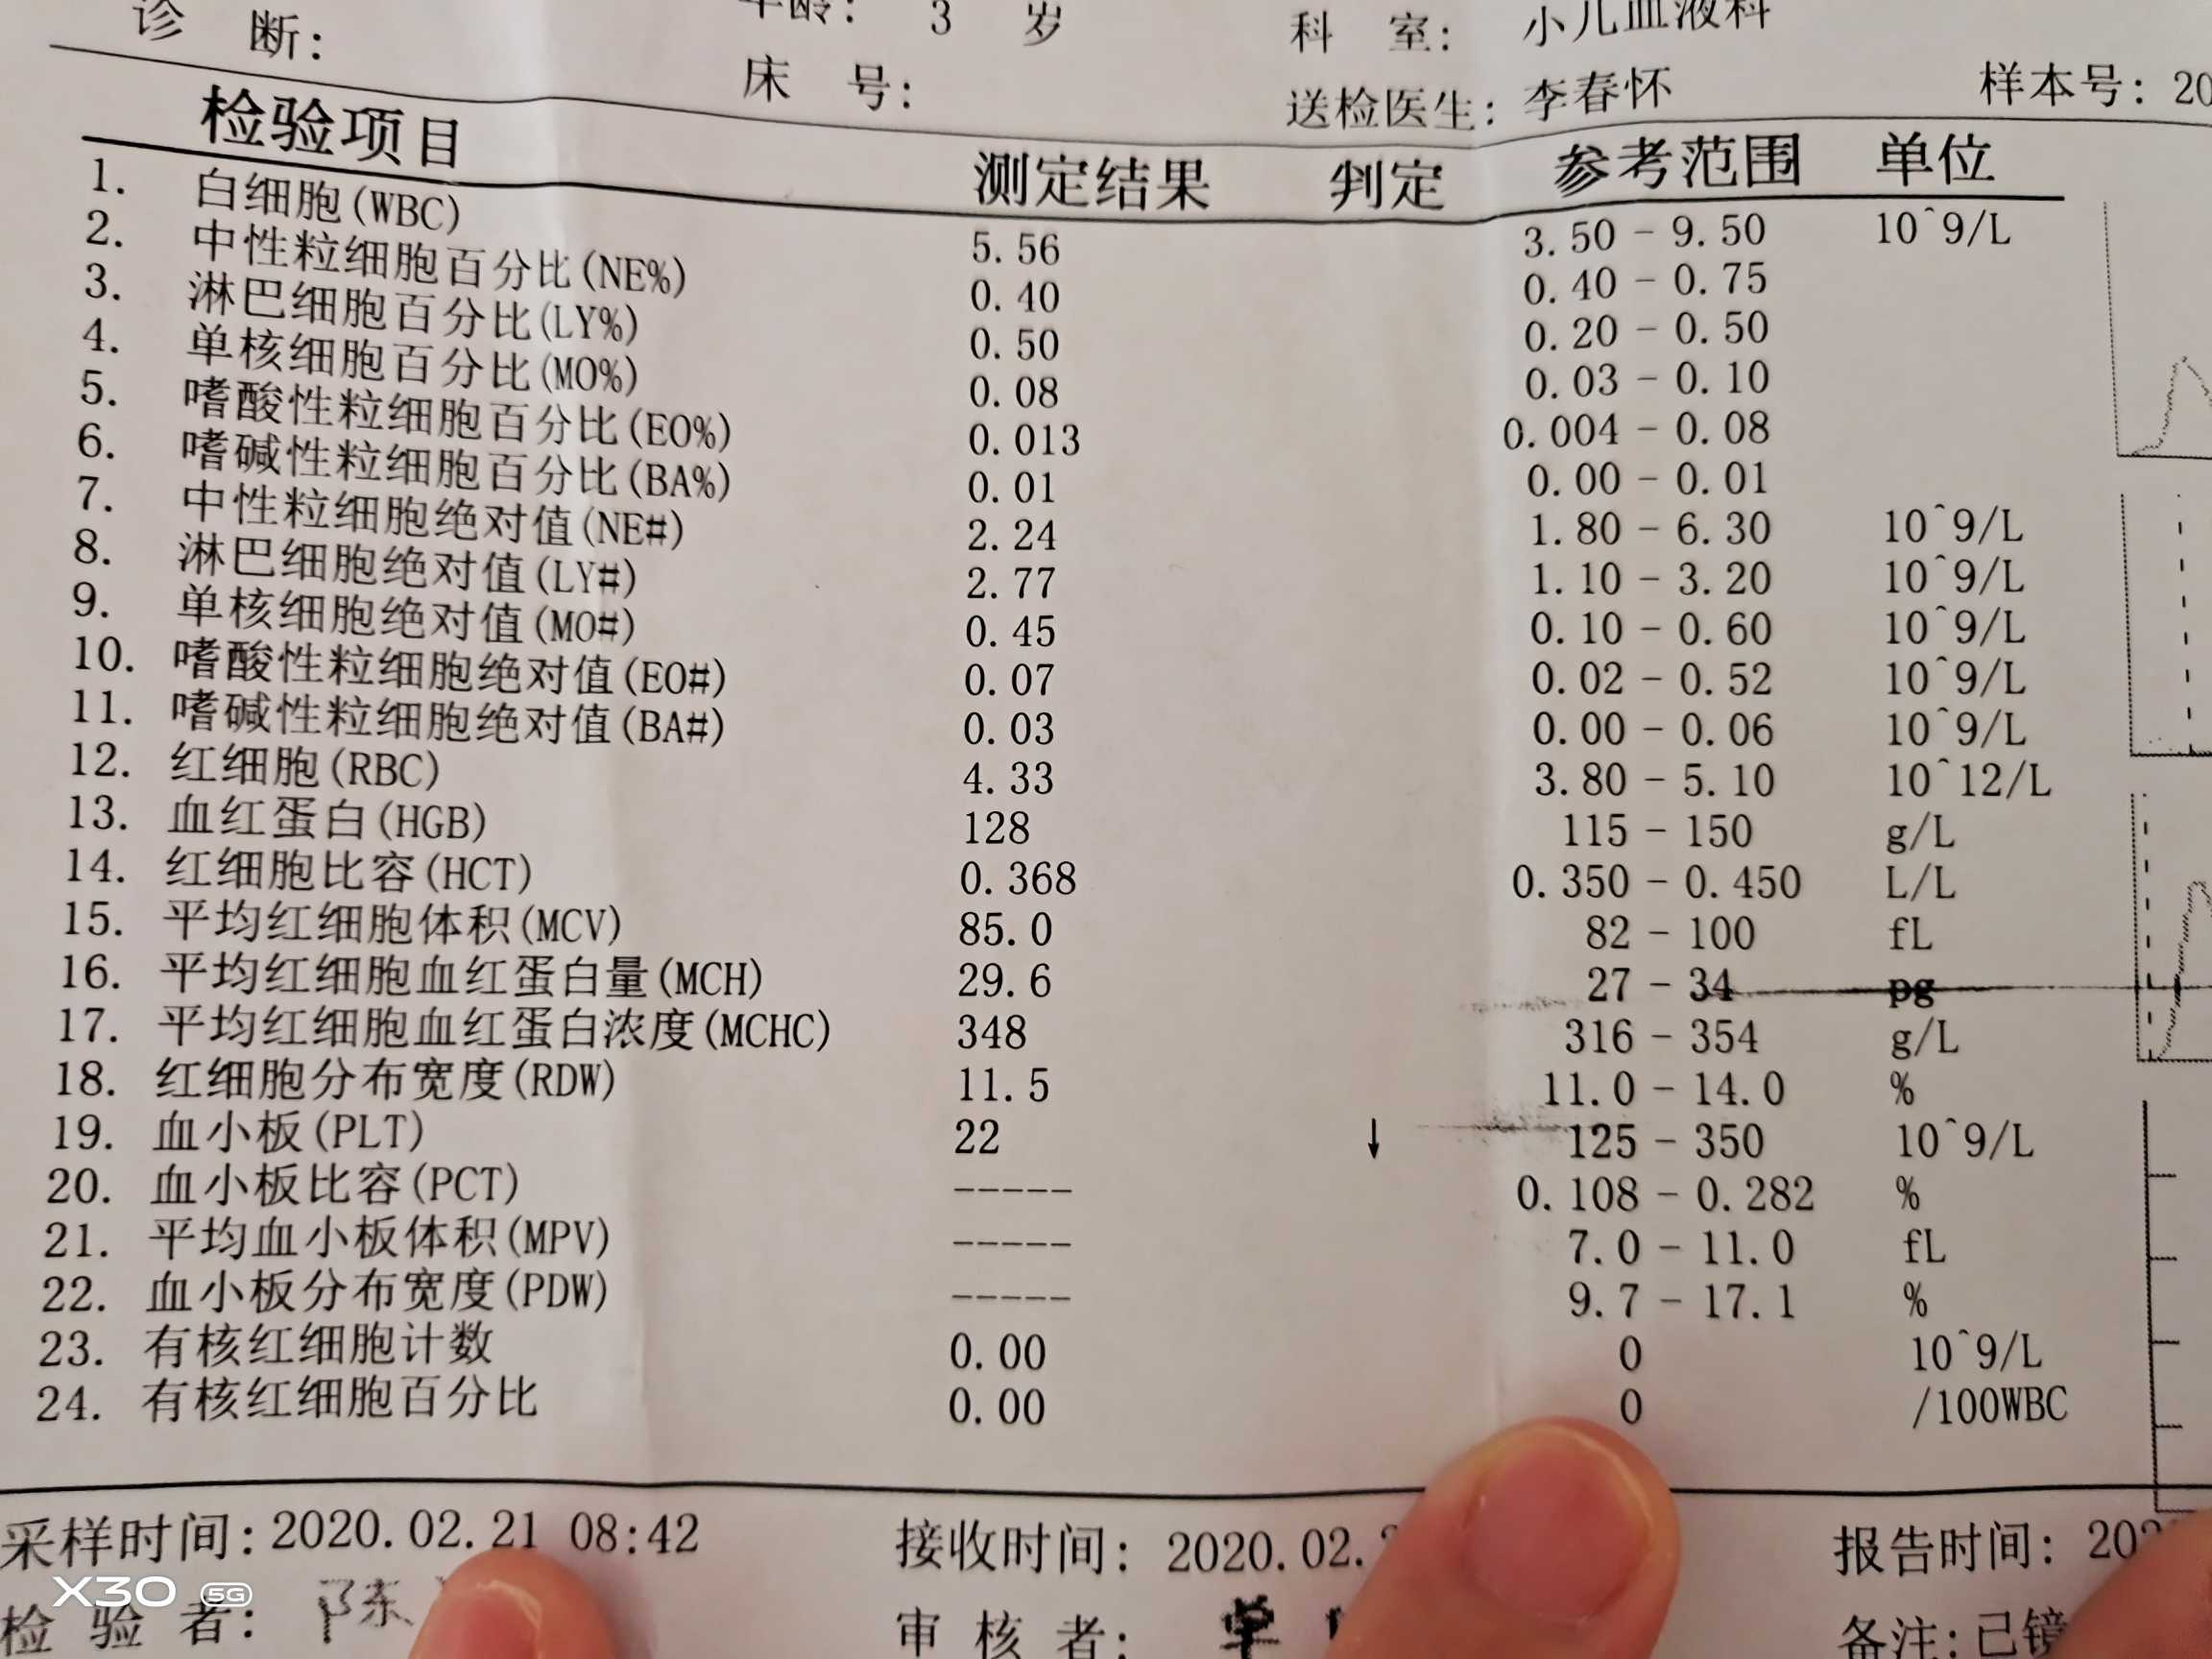 诊 断:
年龄: 3 岁
科 室: 小儿血液科
床 号:
送检医生: 李春怀
样本号: 20
检验项目 测定结果 判定 参考范围 单位
1. 白细胞(WBC) 5.56 3.50 - 9.50 10^9/L
2. 中性粒细胞百分比(NE%) 0.40 0.40 - 0.75
3. 淋巴细胞百分比(LY%) 0.50 0.20 - 0.50
4. 单核细胞百分比(MO%) 0.08 0.03 - 0.10
5. 嗜酸性粒细胞百分比(EO%) 0.013 0.004 - 0.08
6. 嗜碱性粒细胞百分比(BA%) 0.01 0.00 - 0.01
7. 中性粒细胞绝对值(NE#) 2.24 1.80 - 6.30 10^9/L
8. 淋巴细胞绝对值(LY#) 2.77 1.10 - 3.20 10^9/L
9. 单核细胞绝对值(MO#) 0.45 0.10 - 0.60 10^9/L
10. 嗜酸性粒细胞绝对值(EO#) 0.07 0.02 - 0.52 10^9/L
11. 嗜碱性粒细胞绝对值(BA#) 0.03 0.00 - 0.06 10^9/L
12. 红细胞(RBC) 4.33 3.80 - 5.10 10^12/L
13. 血红蛋白(HGB) 128 115 - 150 g/L
14. 红细胞比容(HCT) 0.368 0.350 - 0.450 L/L
15. 平均红细胞体积(MCV) 85.0 82 - 100 fL
16. 平均红细胞血红蛋白量(MCH) 29.6 27 - 34 pg
17. 平均红细胞血红蛋白浓度(MCHC) 348 316 - 354 g/L
18. 红细胞分布宽度(RDW) 11.5 11.0 - 14.0 %
19. 血小板(PLT) 22 ↓ 125 - 350 10^9/L
20. 血小板比容(PCT) ----- 0.108 - 0.282 %
21. 平均血小板体积(MPV) ----- 7.0 - 11.0 fL
22. 血小板分布宽度(PDW) ----- 9.7 - 17.1 %
23. 有核红细胞计数 0.00 0 10^9/L
24. 有核红细胞百分比 0.00 0 /100WBC
采样时间: 2020.02.21 08:42 接收时间: 2020.02. 报告时间: 20
X30 5G
检 验 者: 陈 审 核 者: 备注: 已镜